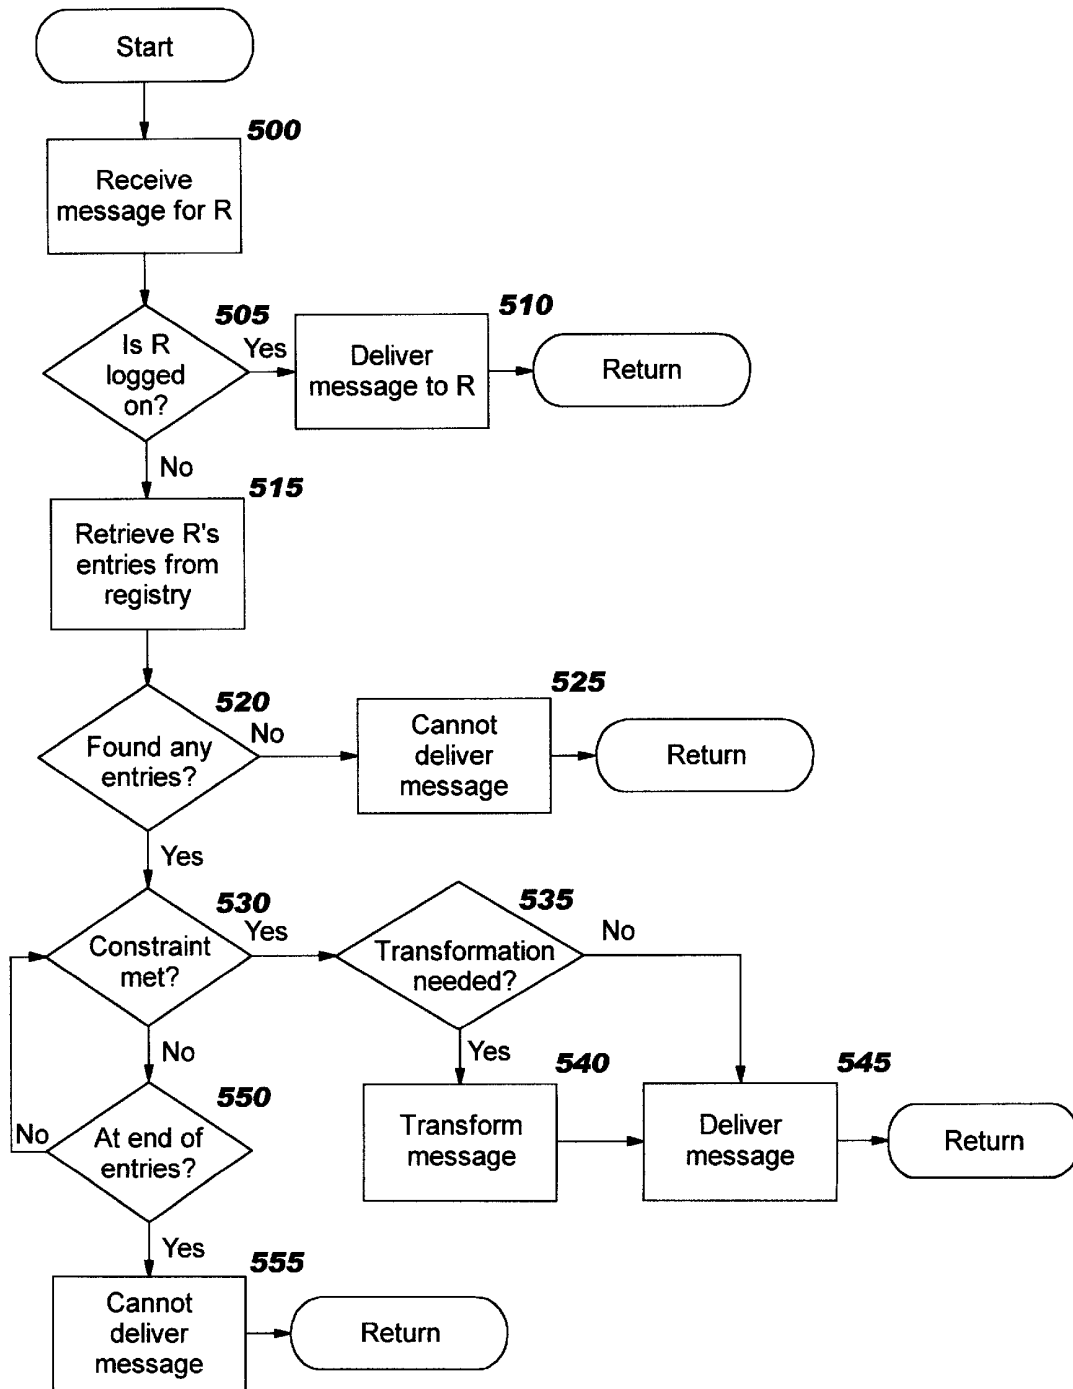 Start
500
Receive
message for R
505
Is R
logged
on?
Yes
510
Deliver
message to R
Return
No
515
Retrieve R's
entries from
registry
520
Found any
entries?
No
525
Cannot
deliver
message
Return
Yes
530
Constraint
met?
Yes
535
Transformation
needed?
No
No
Yes
540
Transform
message
545
Deliver
message
Return
550
At end of
entries?
No
Yes
555
Cannot
deliver
message
Return